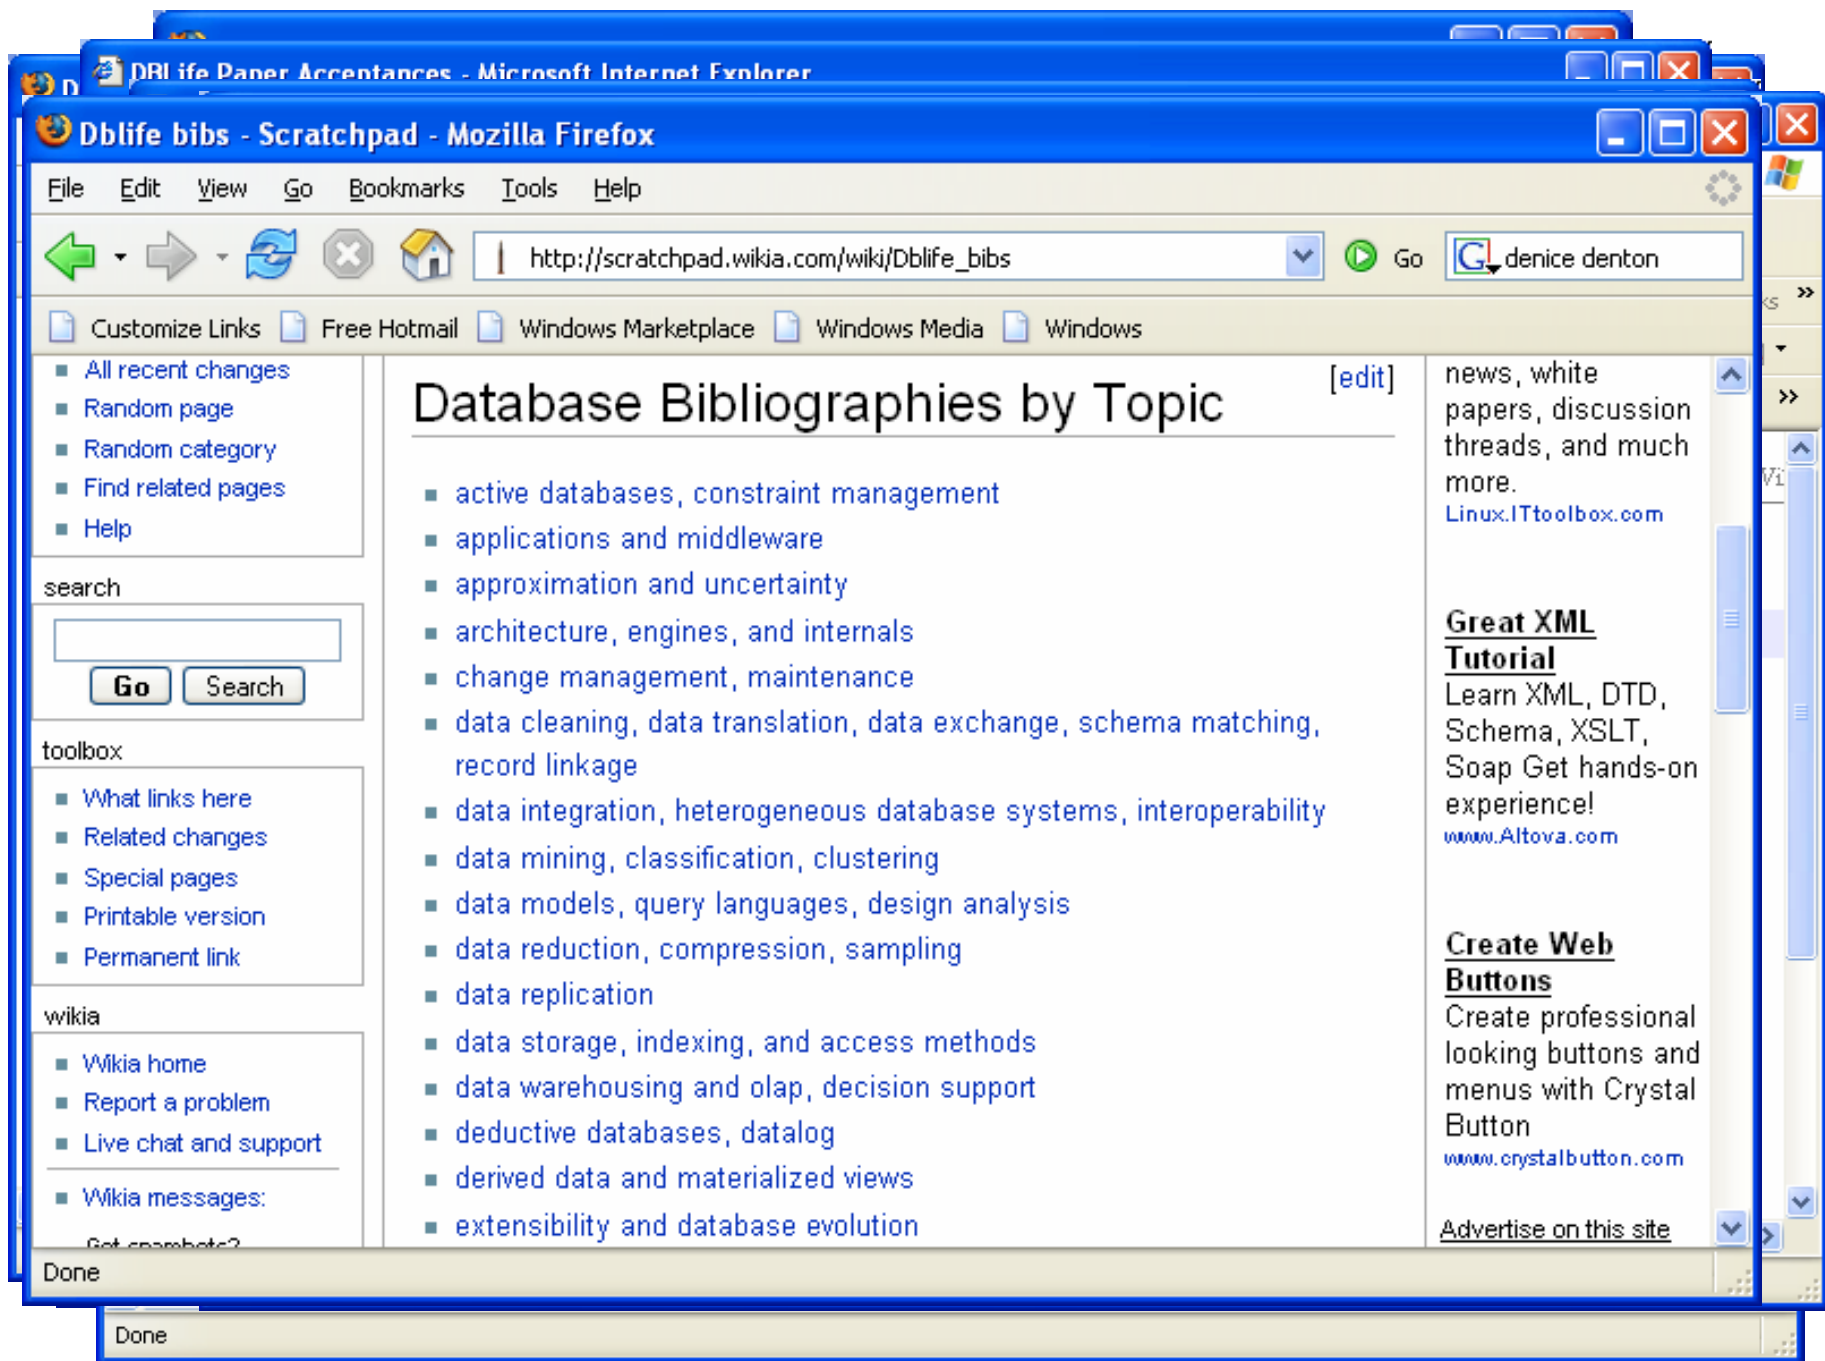 DBLife Paper Acceptances - Microsoft Internet Explorer
D
Dblife bibs - Scratchpad - Mozilla Firefox
File Edit View Go Bookmarks Tools Help
http://scratchpad.wikia.com/wiki/Dblife_bibs Go G denice denton
Customize Links Free Hotmail Windows Marketplace Windows Media Windows
All recent changes
Random page
Random category
Find related pages
Help
search
Go Search
toolbox
What links here
Related changes
Special pages
Printable version
Permanent link
wikia
Wikia home
Report a problem
Live chat and support
Wikia messages:
Got spambots?
Database Bibliographies by Topic
[edit]
active databases, constraint management
applications and middleware
approximation and uncertainty
architecture, engines, and internals
change management, maintenance
data cleaning, data translation, data exchange, schema matching,
record linkage
data integration, heterogeneous database systems, interoperability
data mining, classification, clustering
data models, query languages, design analysis
data reduction, compression, sampling
data replication
data storage, indexing, and access methods
data warehousing and olap, decision support
deductive databases, datalog
derived data and materialized views
extensibility and database evolution
news, white
papers, discussion
threads, and much
more.
Linux.ITtoolbox.com
Great XML
Tutorial
Learn XML, DTD,
Schema, XSLT,
Soap Get hands-on
experience!
www.Altova.com
Create Web
Buttons
Create professional
looking buttons and
menus with Crystal
Button
www.crystalbutton.com
Advertise on this site
ks »
»
Vi
Done
Done